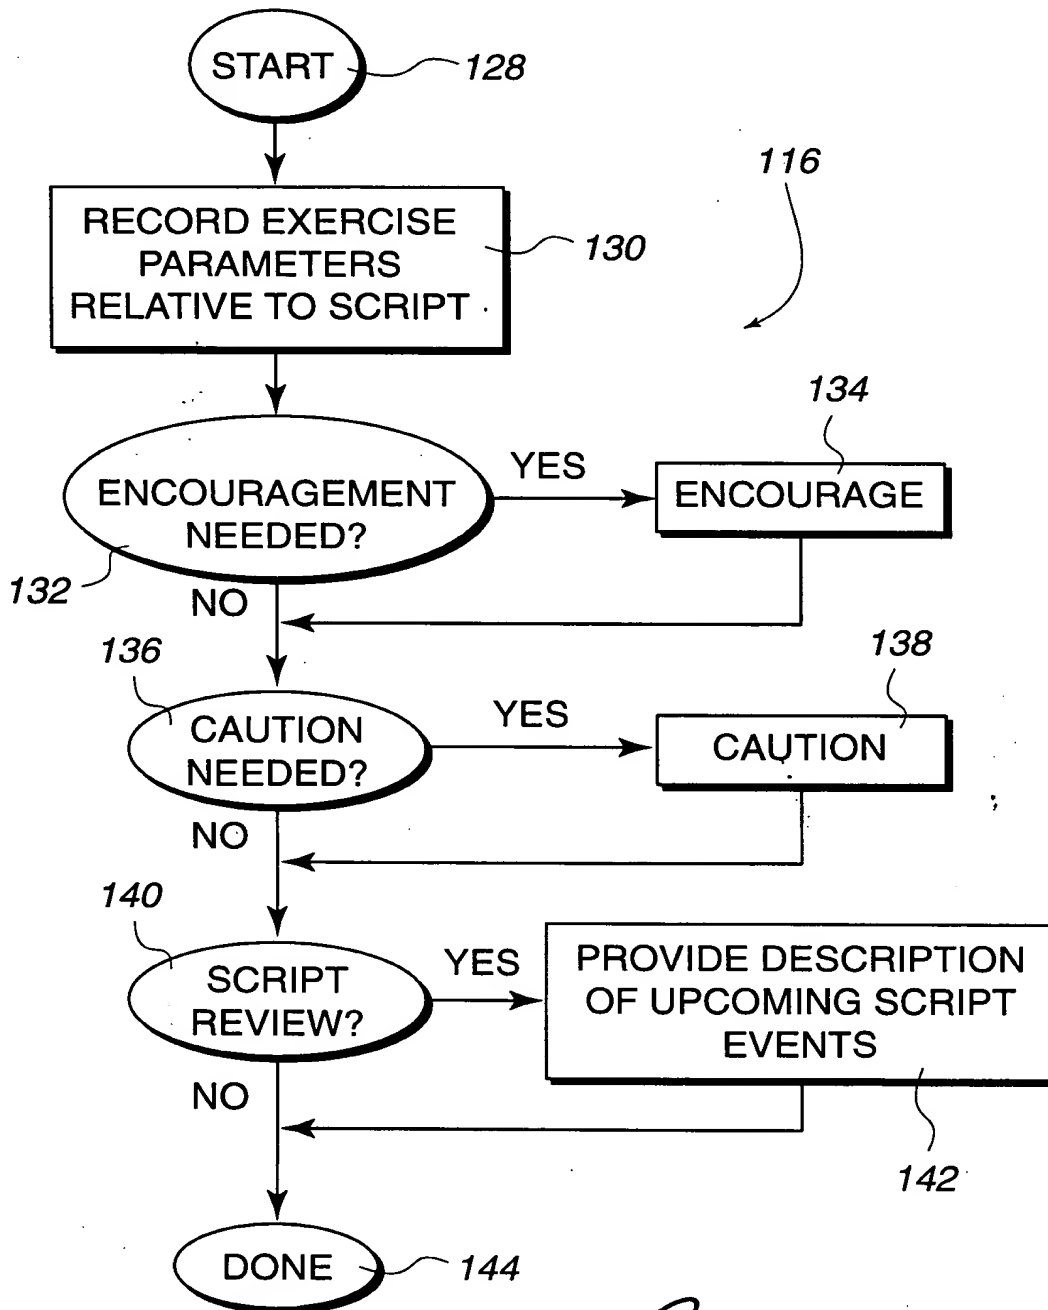 START
128
116
RECORD EXERCISE
PARAMETERS
RELATIVE TO SCRIPT
130
134
ENCOURAGEMENT
NEEDED?
YES
ENCOURAGE
132
NO
136
138
CAUTION
NEEDED?
YES
CAUTION
NO
140
SCRIPT
REVIEW?
YES
PROVIDE DESCRIPTION
OF UPCOMING SCRIPT
EVENTS
NO
142
DONE
144